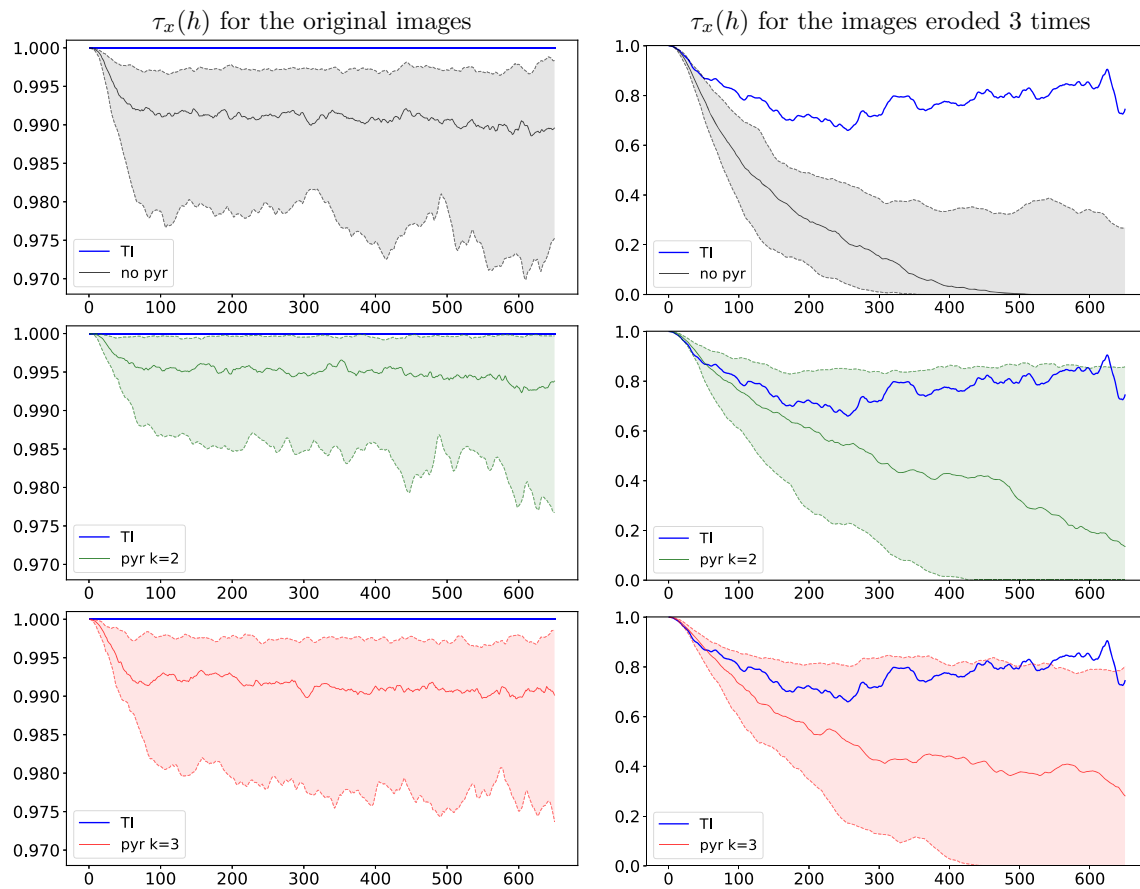 τₓ(h) for the original images
τₓ(h) for the images eroded 3 times
1.000
0.995
0.990
0.985
0.980
0.975
0.970
TI
no pyr
0 100 200 300 400 500 600
1.0
0.8
0.6
0.4
0.2
0.0
TI
no pyr
0 100 200 300 400 500 600
1.000
0.995
0.990
0.985
0.980
0.975
0.970
TI
pyr k=2
0 100 200 300 400 500 600
1.0
0.8
0.6
0.4
0.2
0.0
TI
pyr k=2
0 100 200 300 400 500 600
1.000
0.995
0.990
0.985
0.980
0.975
0.970
TI
pyr k=3
0 100 200 300 400 500 600
1.0
0.8
0.6
0.4
0.2
0.0
TI
pyr k=3
0 100 200 300 400 500 600